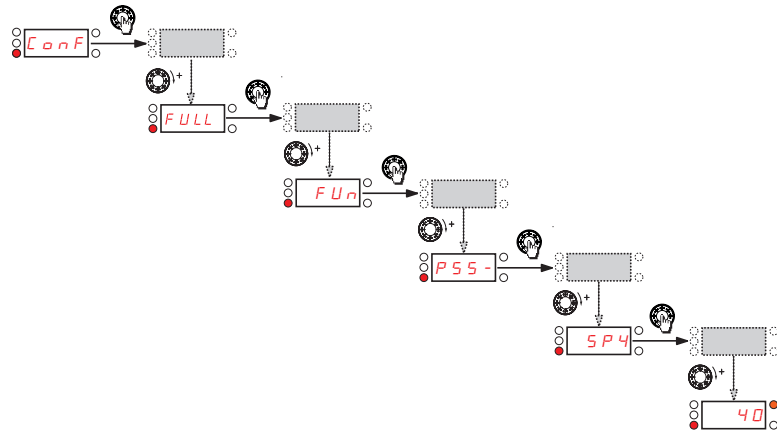 ConF
+
FULL
+
FUn
+
PSS-
+
SP4
+
40